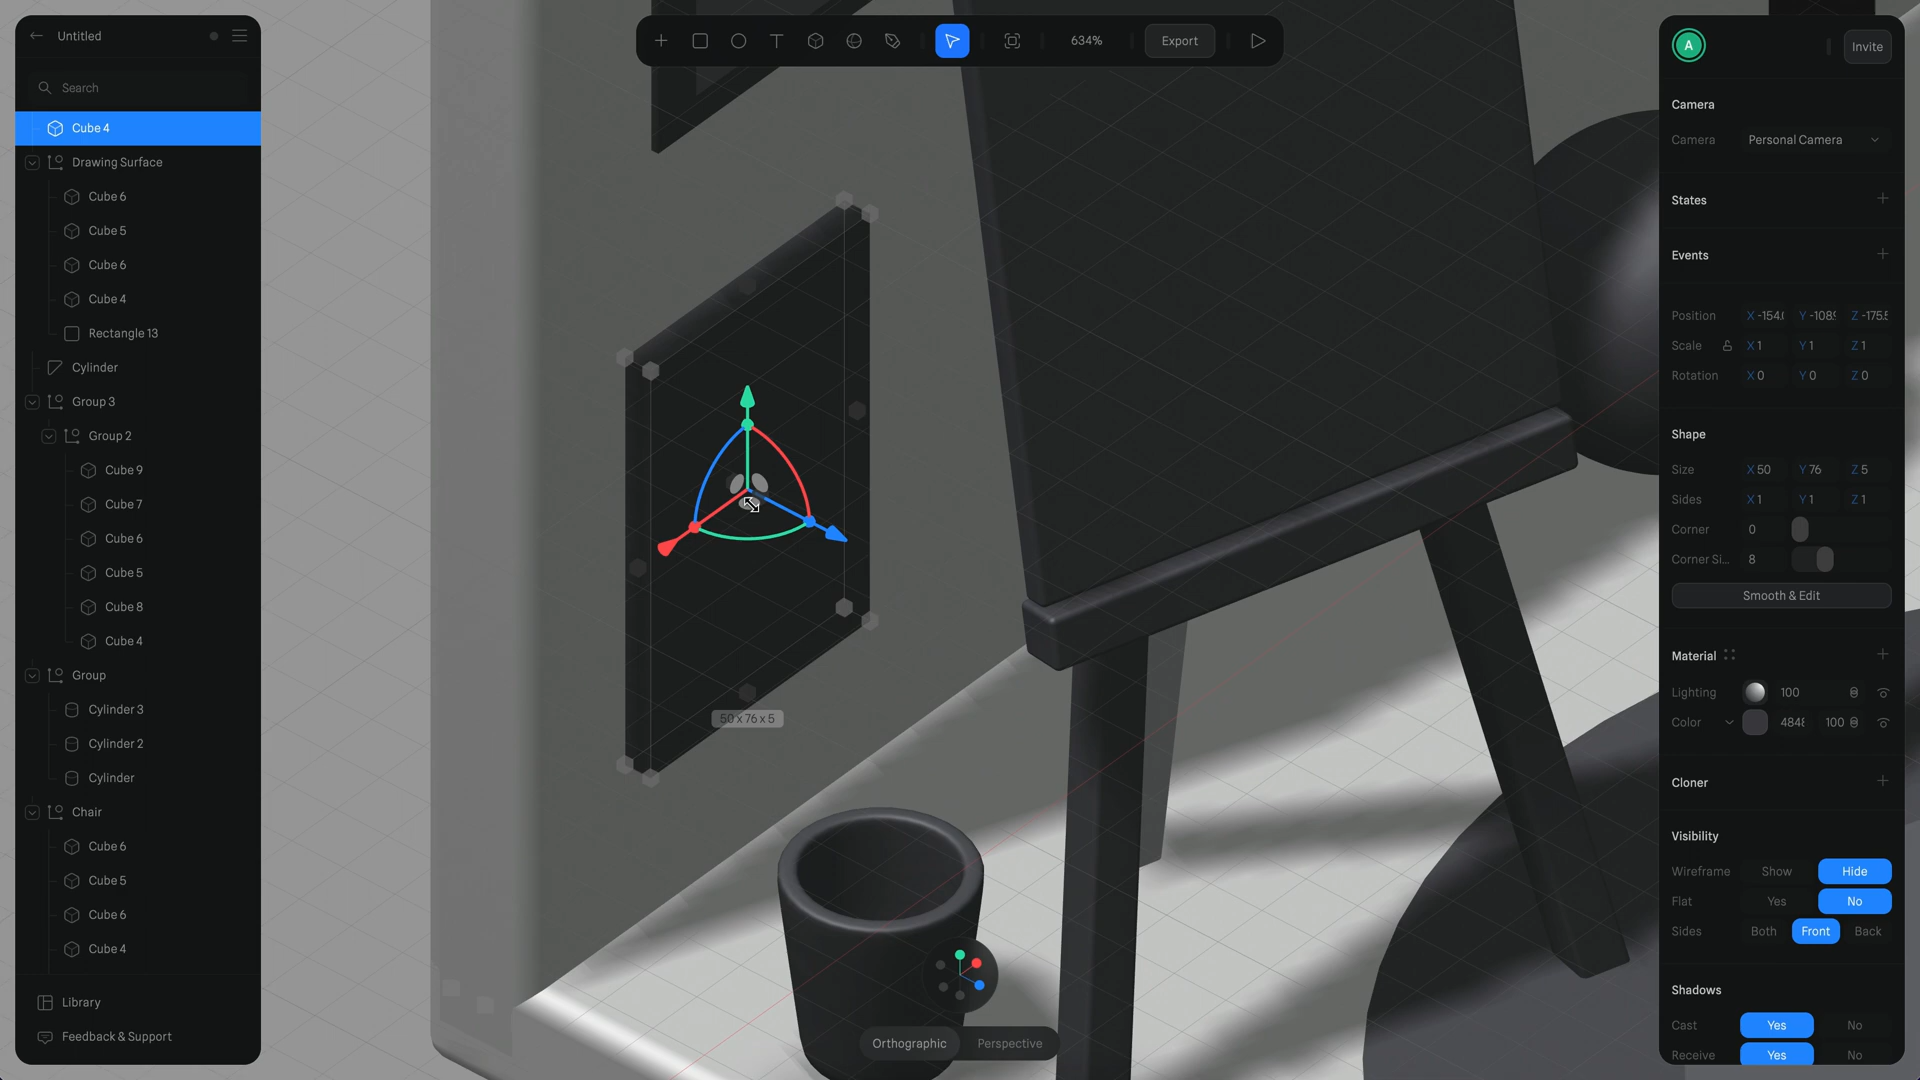 Untitled
Search
Cube 4
Drawing Surface
Cube 6
Cube 5
Cube 6
Cube 4
Rectangle 13
Cylinder
Group 3
Group 2
Cube 9
Cube 7
Cube 6
Cube 5
Cube 8
Cube 4
Group
Cylinder 3
Cylinder 2
Cylinder
Chair
Cube 6
Cube 5
Cube 6
Cube 4
Library
Feedback & Support
T
634%
Export
50 x 76 x 5
Orthographic Perspective
A Invite
Camera
Camera Personal Camera
States
Events
Position X -154.( Y -108.9 Z -175.5
Scale X 1 Y 1 Z 1
Rotation X 0 Y 0 Z 0
Shape
Size X 50 Y 76 Z 5
Sides X 1 Y 1 Z 1
Corner 0
Corner Si... 8
Smooth & Edit
Material
Lighting 100
Color 4848 100
Cloner
Visibility
Wireframe Show Hide
Flat Yes No
Sides Both Front Back
Shadows
Cast Yes No
Receive Yes No